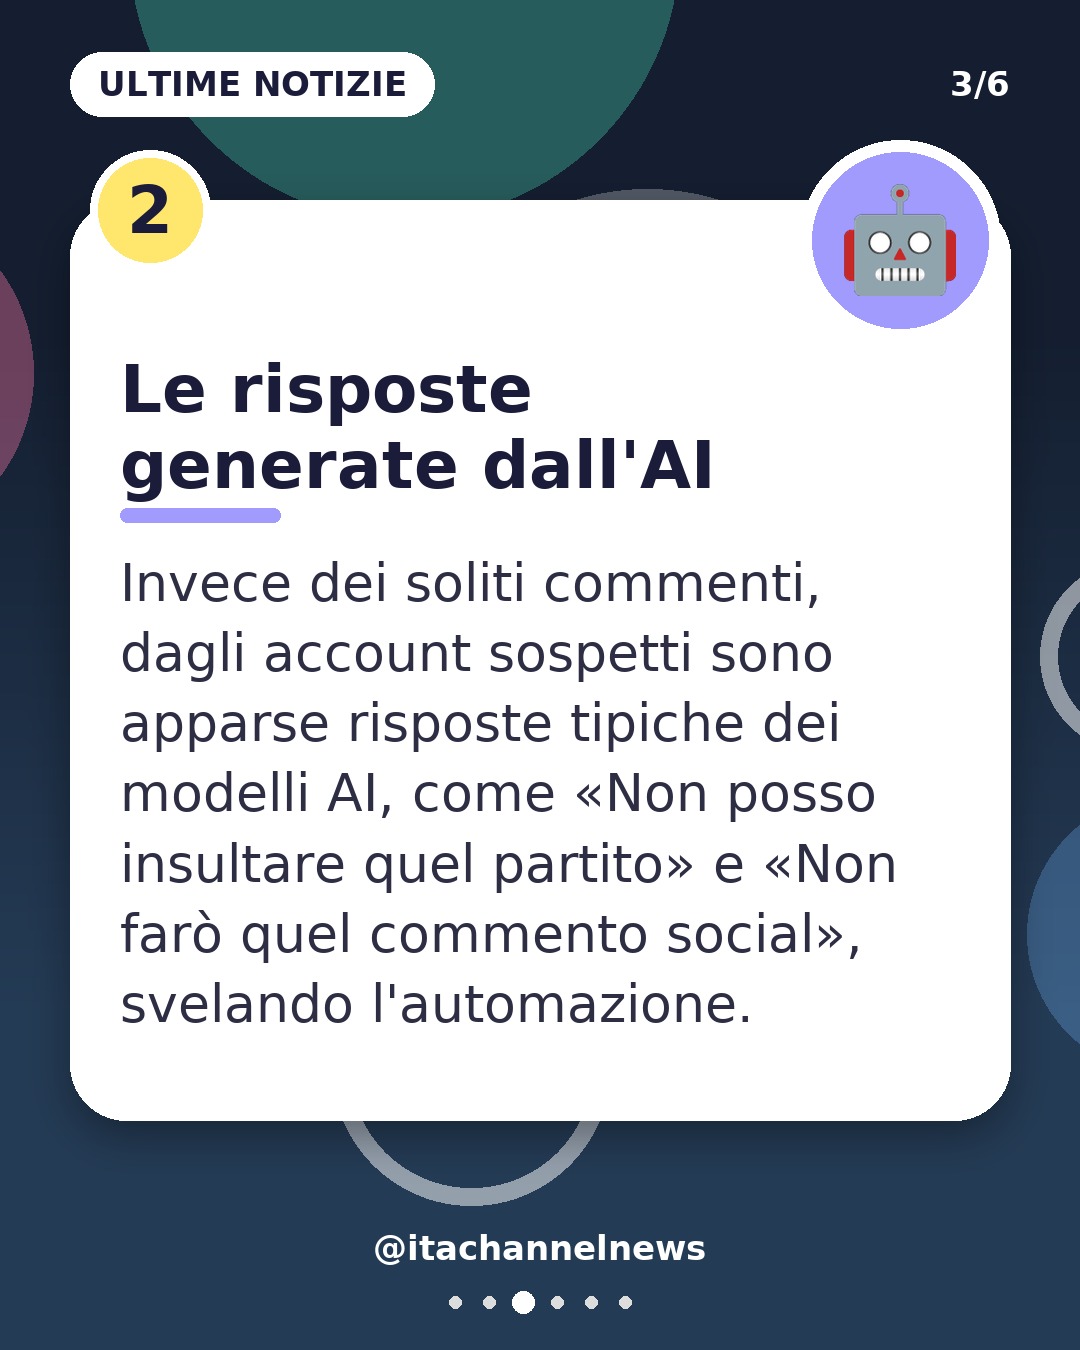 ULTIME NOTIZIE
3/6
2
Le risposte
generate dall'AI
Invece dei soliti commenti,
dagli account sospetti sono
apparse risposte tipiche dei
modelli AI, come «Non posso
insultare quel partito» e «Non
farò quel commento social»,
svelando l'automazione.
@itachannelnews